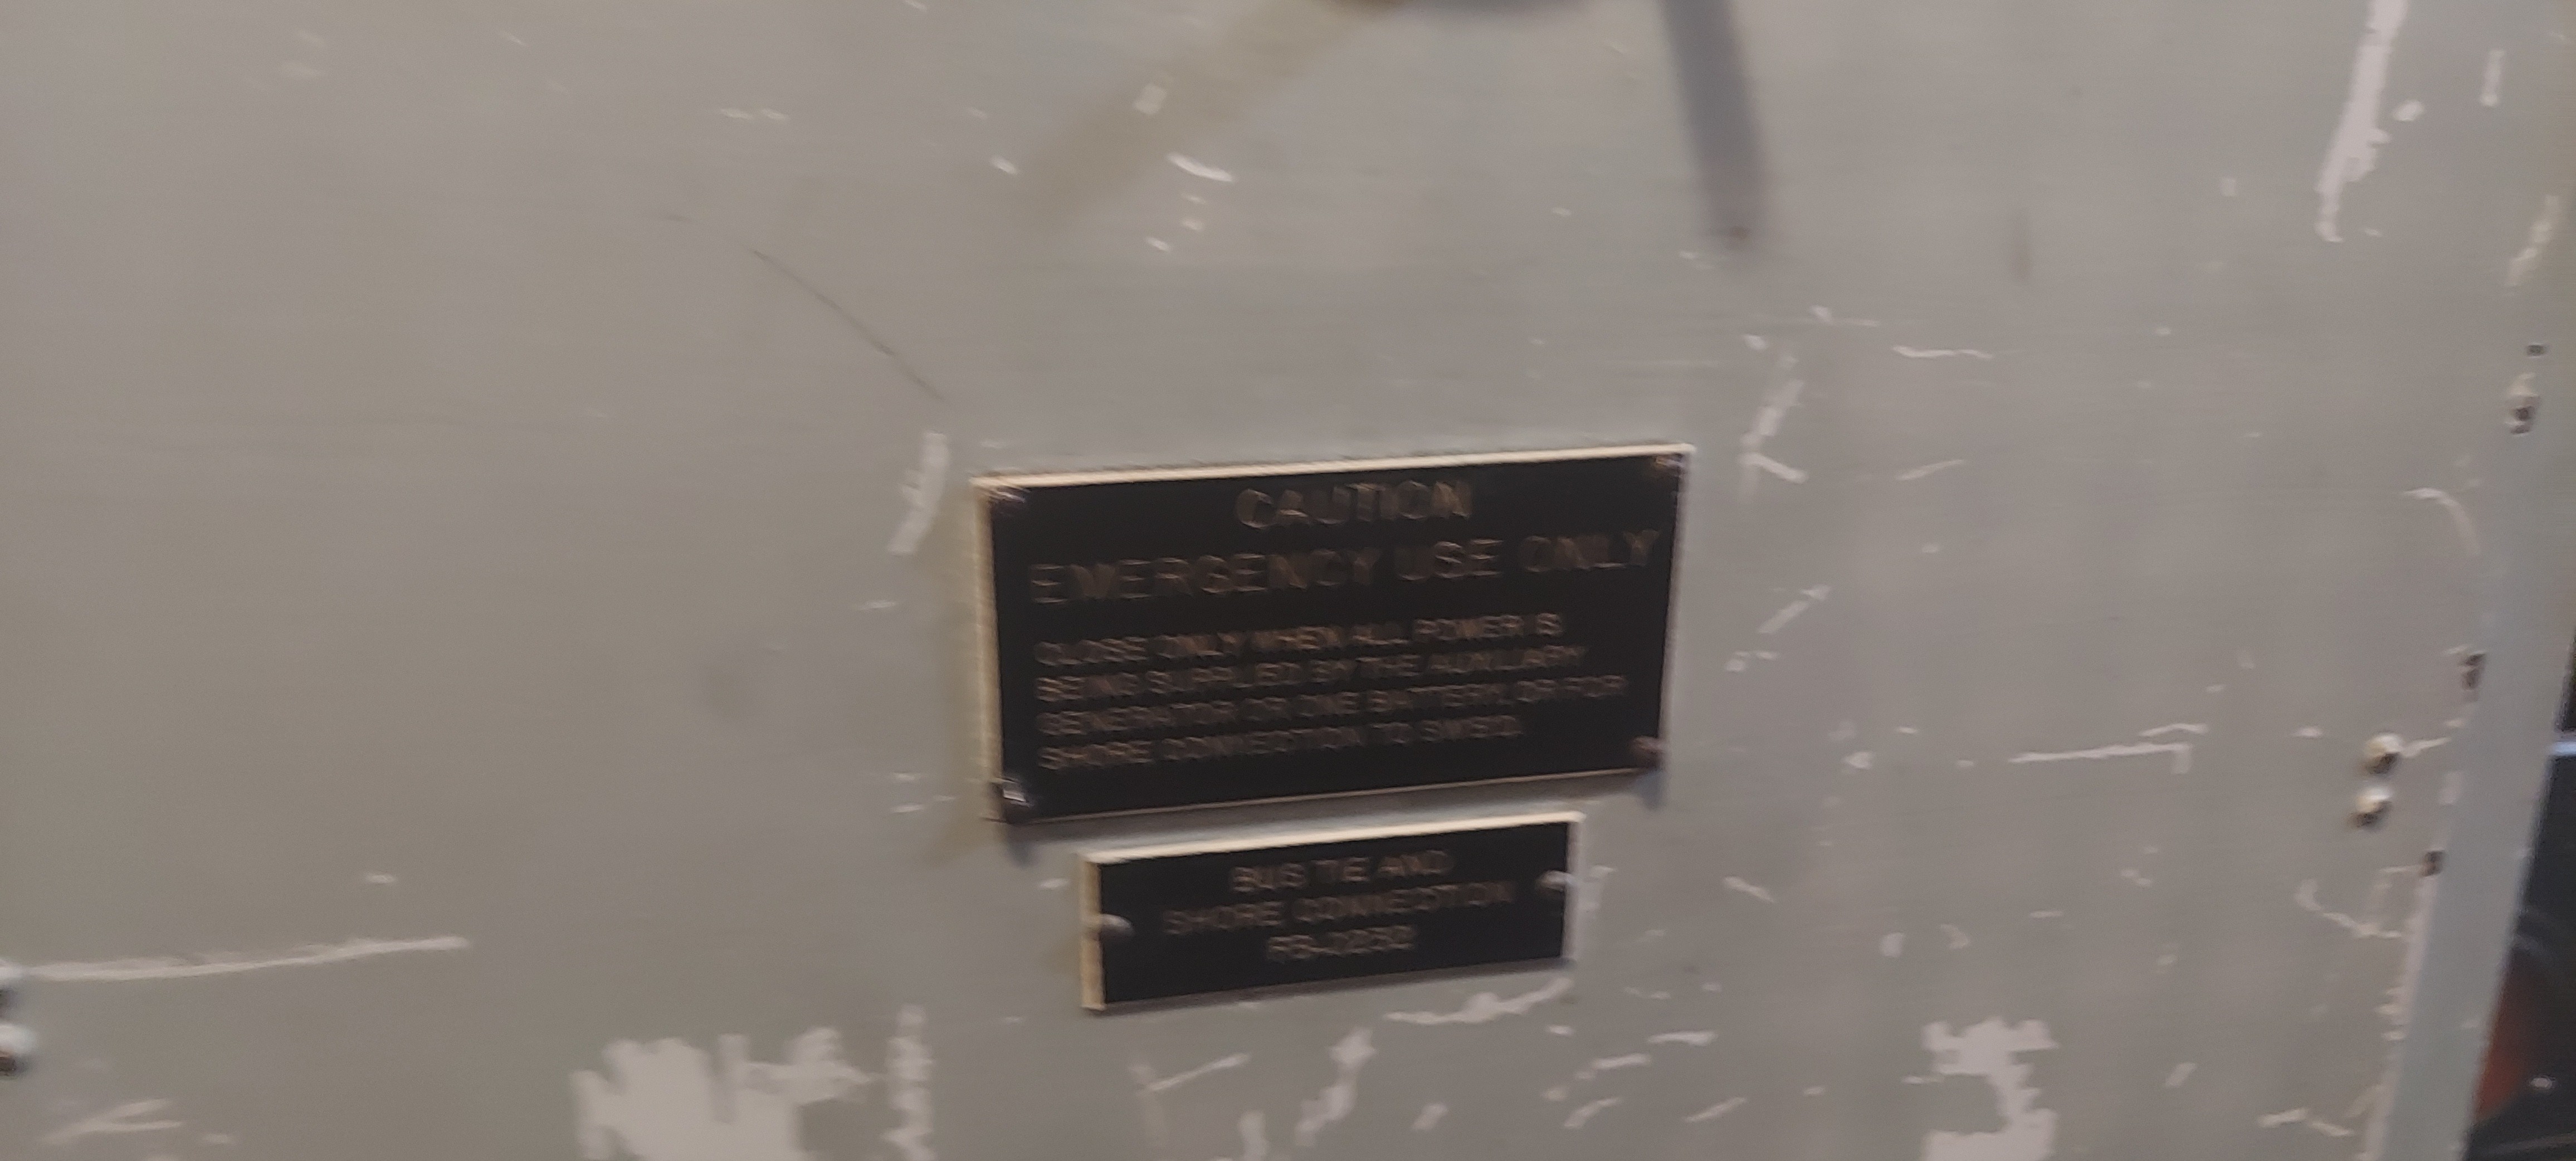 CAUTION
EMERGENCY USE ONLY
CLOSE ONLY WHEN ALL POWER IS
BEING SUPPLIED BY THE AUXILIARY
GENERATOR OR ONE BATTERY, OR FOR
SHORE CONNECTION TO SWBD.
BUS TIE AND
SHORE CONNECTION